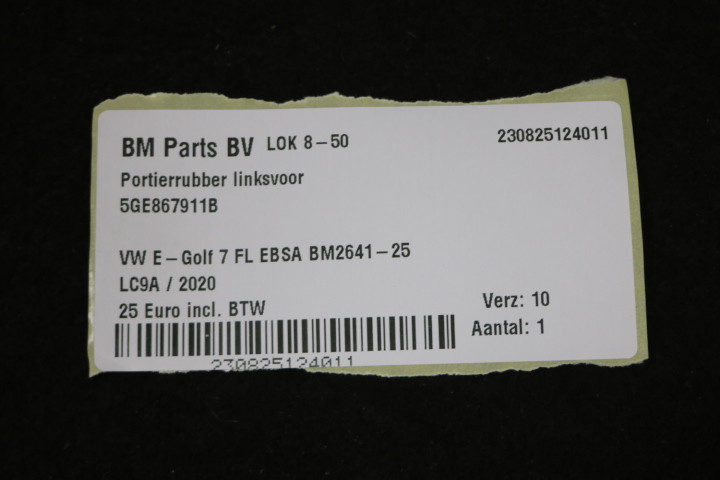 BM Parts BV LOK 8-50 230825124011
Portierrubber linksvoor
5GE867911B
VW E-Golf 7 FL EBSA BM2641-25
LC9A / 2020
25 Euro incl. BTW
Verz: 10
Aantal: 1
230825124011